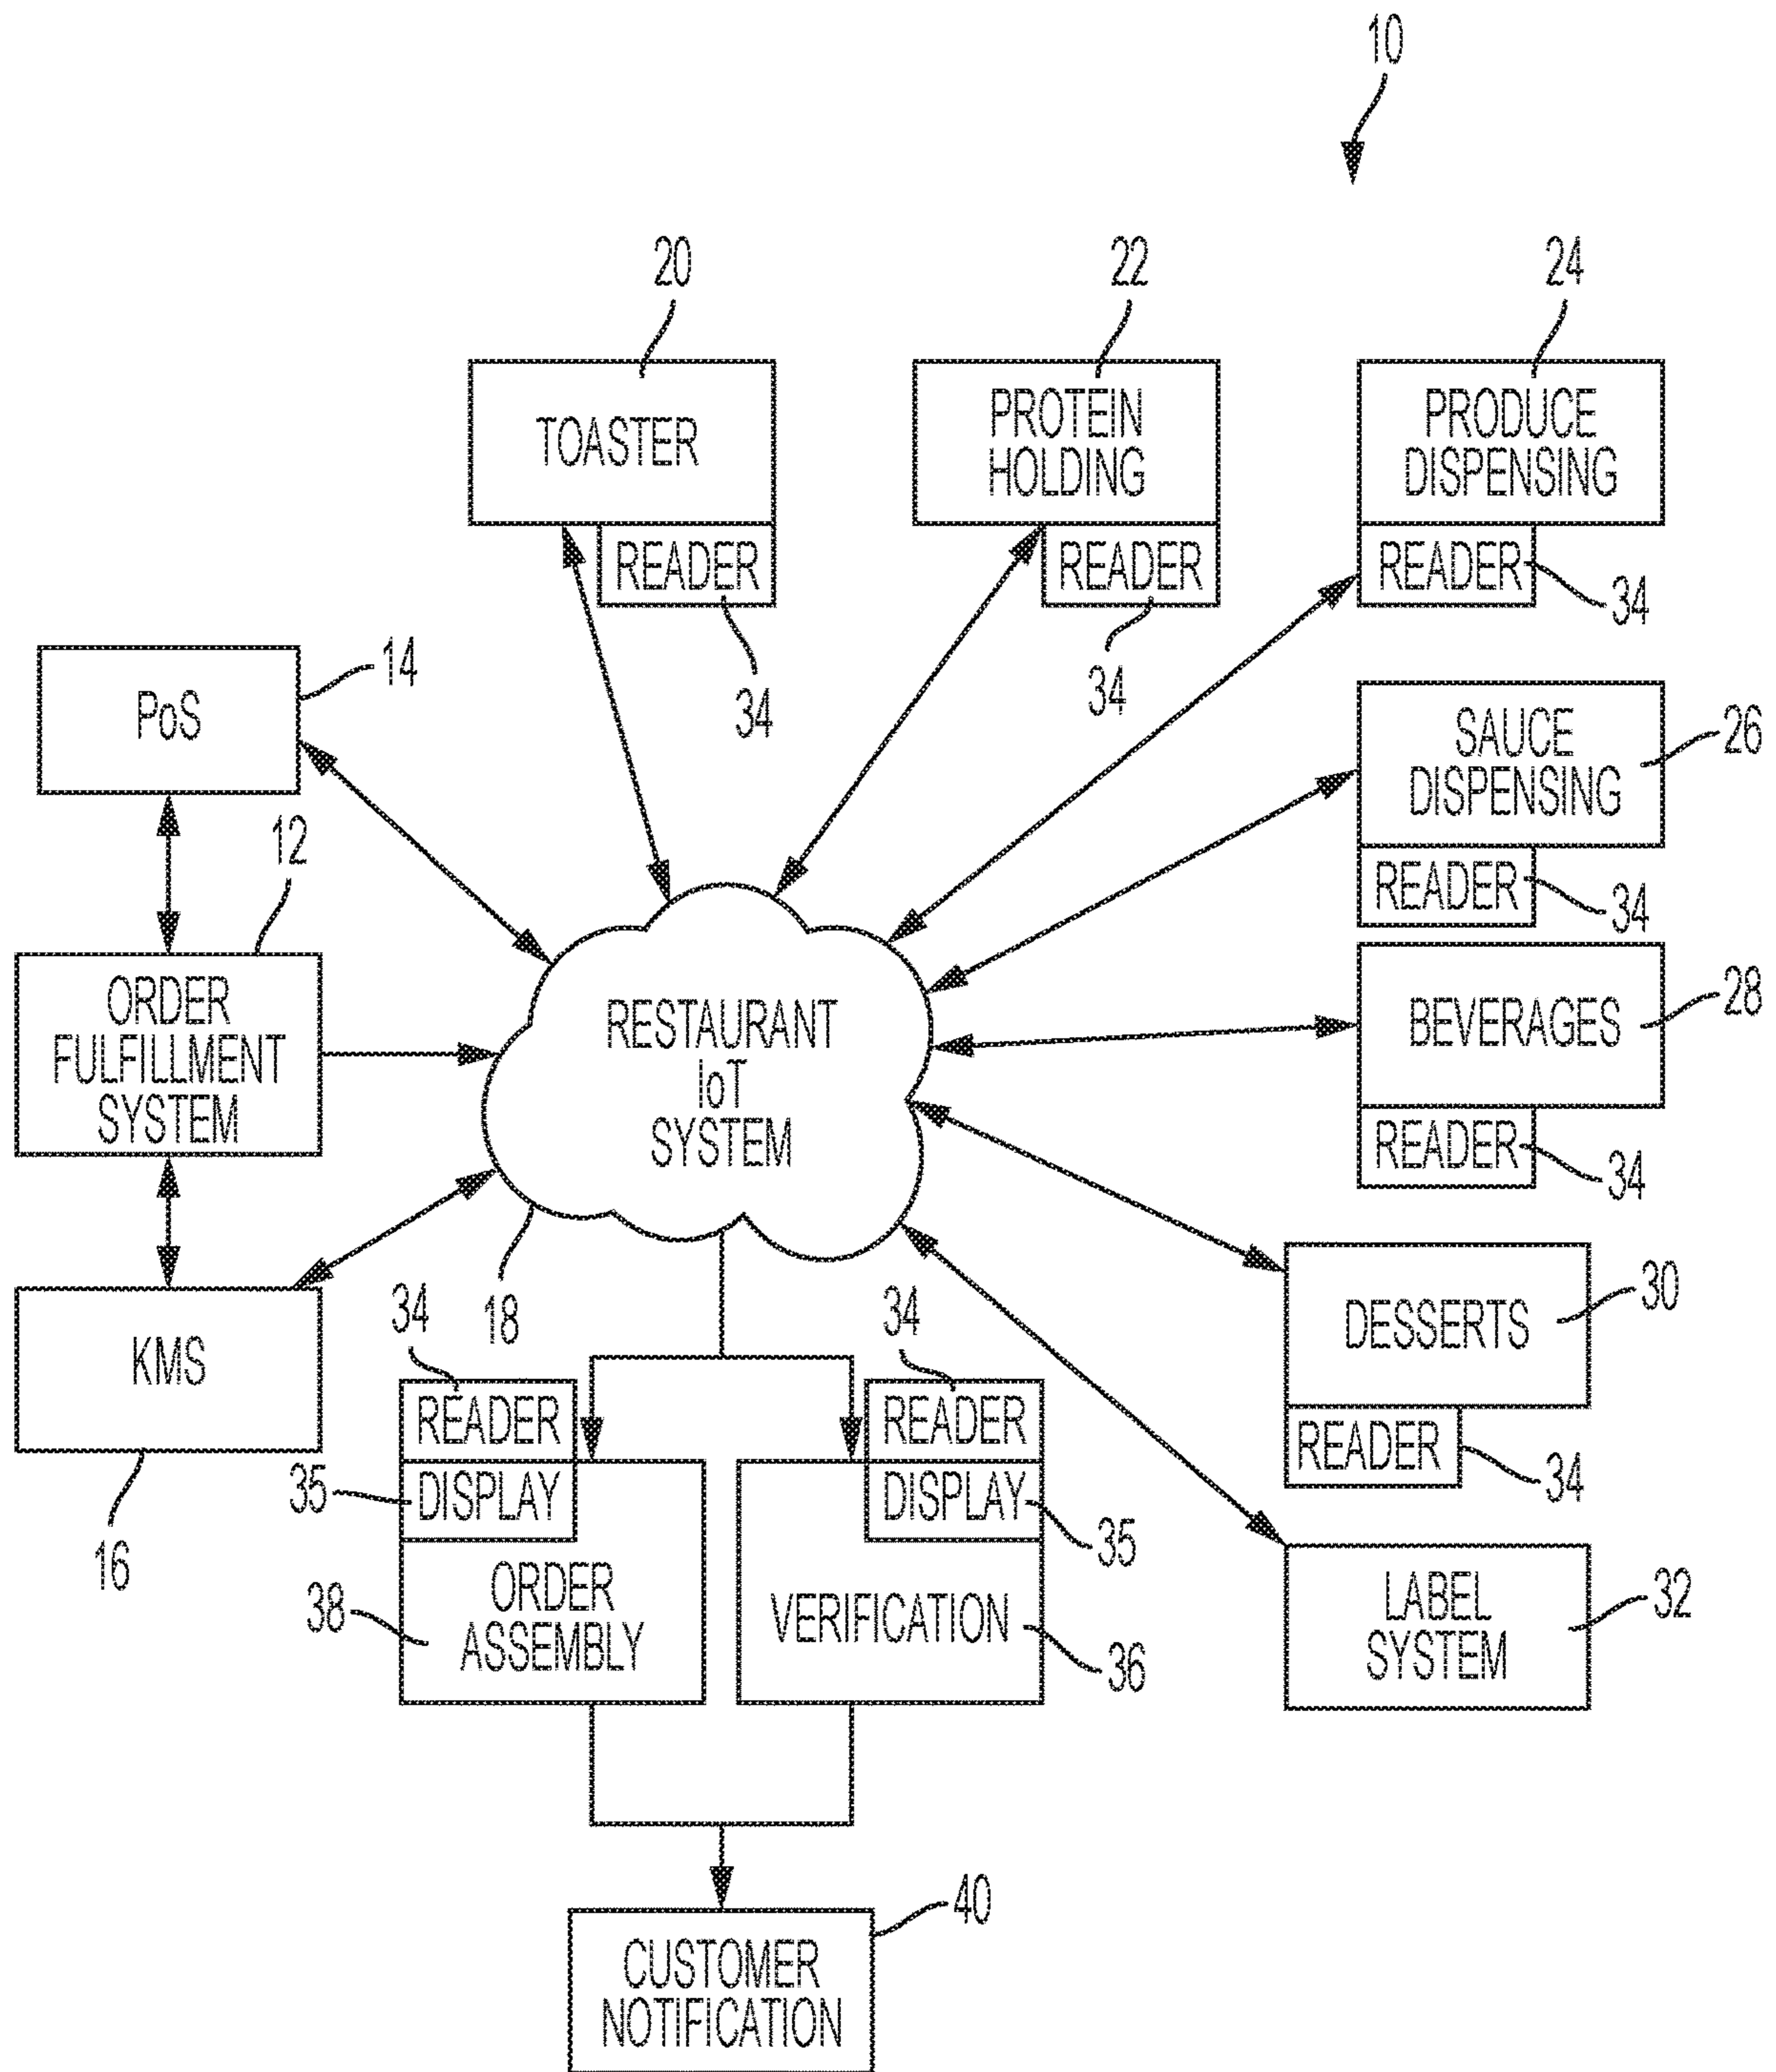 10
20
22
24
TOASTER
PROTEIN
HOLDING
PRODUCE
DISPENSING
READER
READER
READER
34
34
34
PoS
14
SAUCE
DISPENSING
26
READER
34
12
ORDER
FULFILLMENT
SYSTEM
RESTAURANT
IoT
SYSTEM
18
BEVERAGES
28
READER
34
KMS
16
DESSERTS
30
READER
34
34
READER
35
DISPLAY
38
ORDER
ASSEMBLY
34
READER
DISPLAY
35
VERIFICATION
36
LABEL
SYSTEM
32
40
CUSTOMER
NOTIFICATION